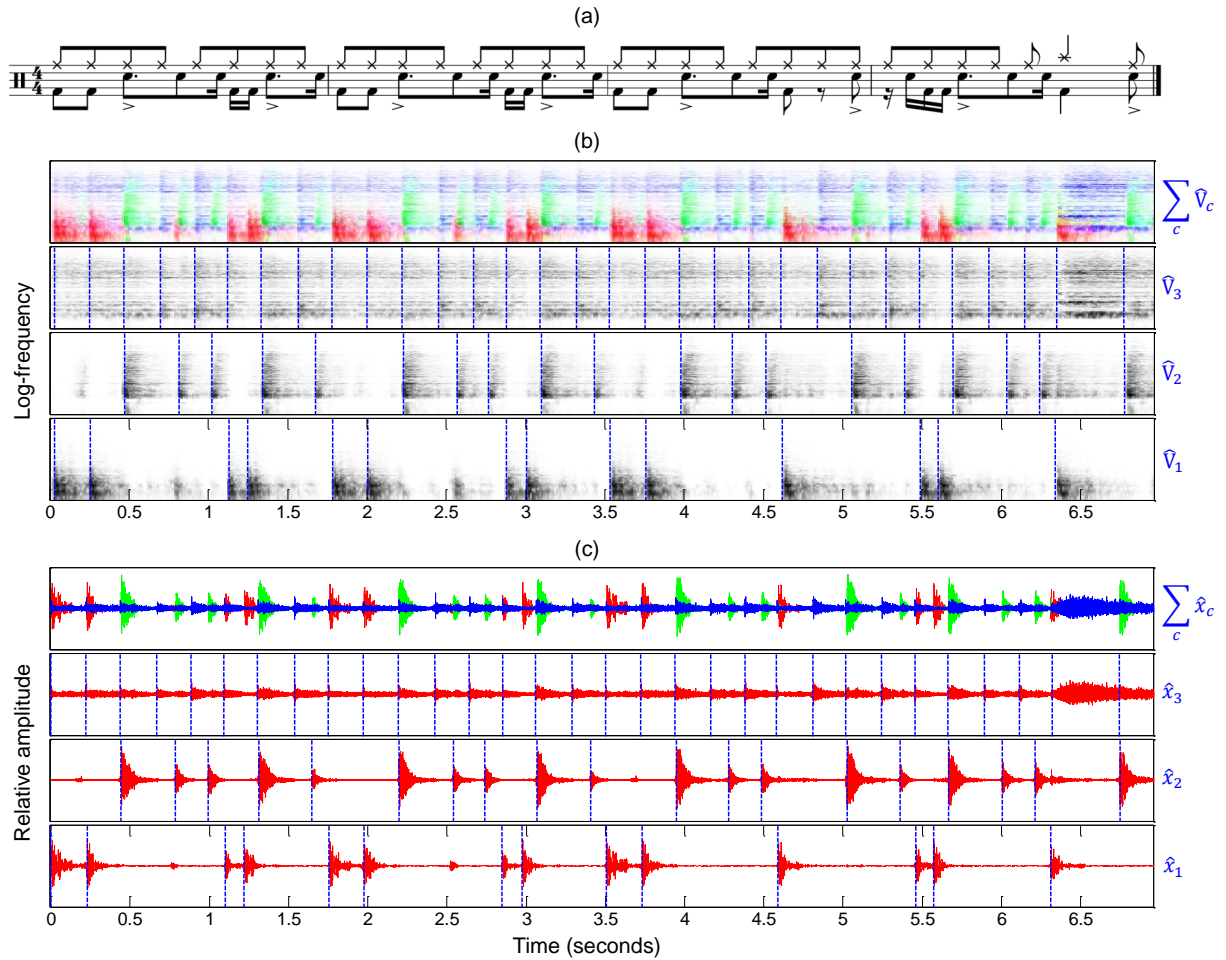 (a)
4
4
(b)
∑ V̂c
c
V̂3
V̂2
V̂1
Log-frequency
0 0.5 1 1.5 2 2.5 3 3.5 4 4.5 5 5.5 6 6.5
(c)
∑ x̂c
c
x̂3
x̂2
x̂1
Relative amplitude
0 0.5 1 1.5 2 2.5 3 3.5 4 4.5 5 5.5 6 6.5
Time (seconds)